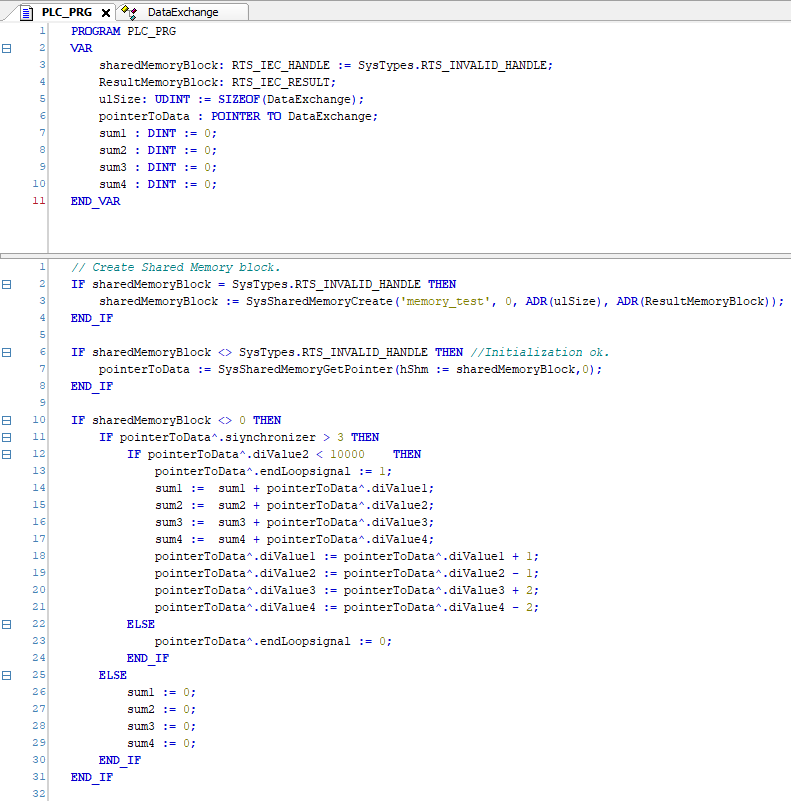 PLC_PRG DataExchange
1 PROGRAM PLC_PRG
2 VAR
3 sharedMemoryBlock: RTS_IEC_HANDLE := SysTypes.RTS_INVALID_HANDLE;
4 ResultMemoryBlock: RTS_IEC_RESULT;
5 ulSize: UDINT := SIZEOF(DataExchange);
6 pointerToData : POINTER TO DataExchange;
7 sum1 : DINT := 0;
8 sum2 : DINT := 0;
9 sum3 : DINT := 0;
10 sum4 : DINT := 0;
11 END_VAR
1 // Create Shared Memory block.
2 IF sharedMemoryBlock = SysTypes.RTS_INVALID_HANDLE THEN
3 sharedMemoryBlock := SysSharedMemoryCreate('memory_test', 0, ADR(ulSize), ADR(ResultMemoryBlock));
4 END_IF
5
6 IF sharedMemoryBlock <> SysTypes.RTS_INVALID_HANDLE THEN //Initialization ok.
7 pointerToData := SysSharedMemoryGetPointer(hShm := sharedMemoryBlock,0);
8 END_IF
9
10 IF sharedMemoryBlock <> 0 THEN
11 IF pointerToData^.siynchronizer > 3 THEN
12 IF pointerToData^.diValue2 < 10000 THEN
13 pointerToData^.endLoopsignal := 1;
14 sum1 := sum1 + pointerToData^.diValue1;
15 sum2 := sum2 + pointerToData^.diValue2;
16 sum3 := sum3 + pointerToData^.diValue3;
17 sum4 := sum4 + pointerToData^.diValue4;
18 pointerToData^.diValue1 := pointerToData^.diValue1 + 1;
19 pointerToData^.diValue2 := pointerToData^.diValue2 - 1;
20 pointerToData^.diValue3 := pointerToData^.diValue3 + 2;
21 pointerToData^.diValue4 := pointerToData^.diValue4 - 2;
22 ELSE
23 pointerToData^.endLoopsignal := 0;
24 END_IF
25 ELSE
26 sum1 := 0;
27 sum2 := 0;
28 sum3 := 0;
29 sum4 := 0;
30 END_IF
31 END_IF
32